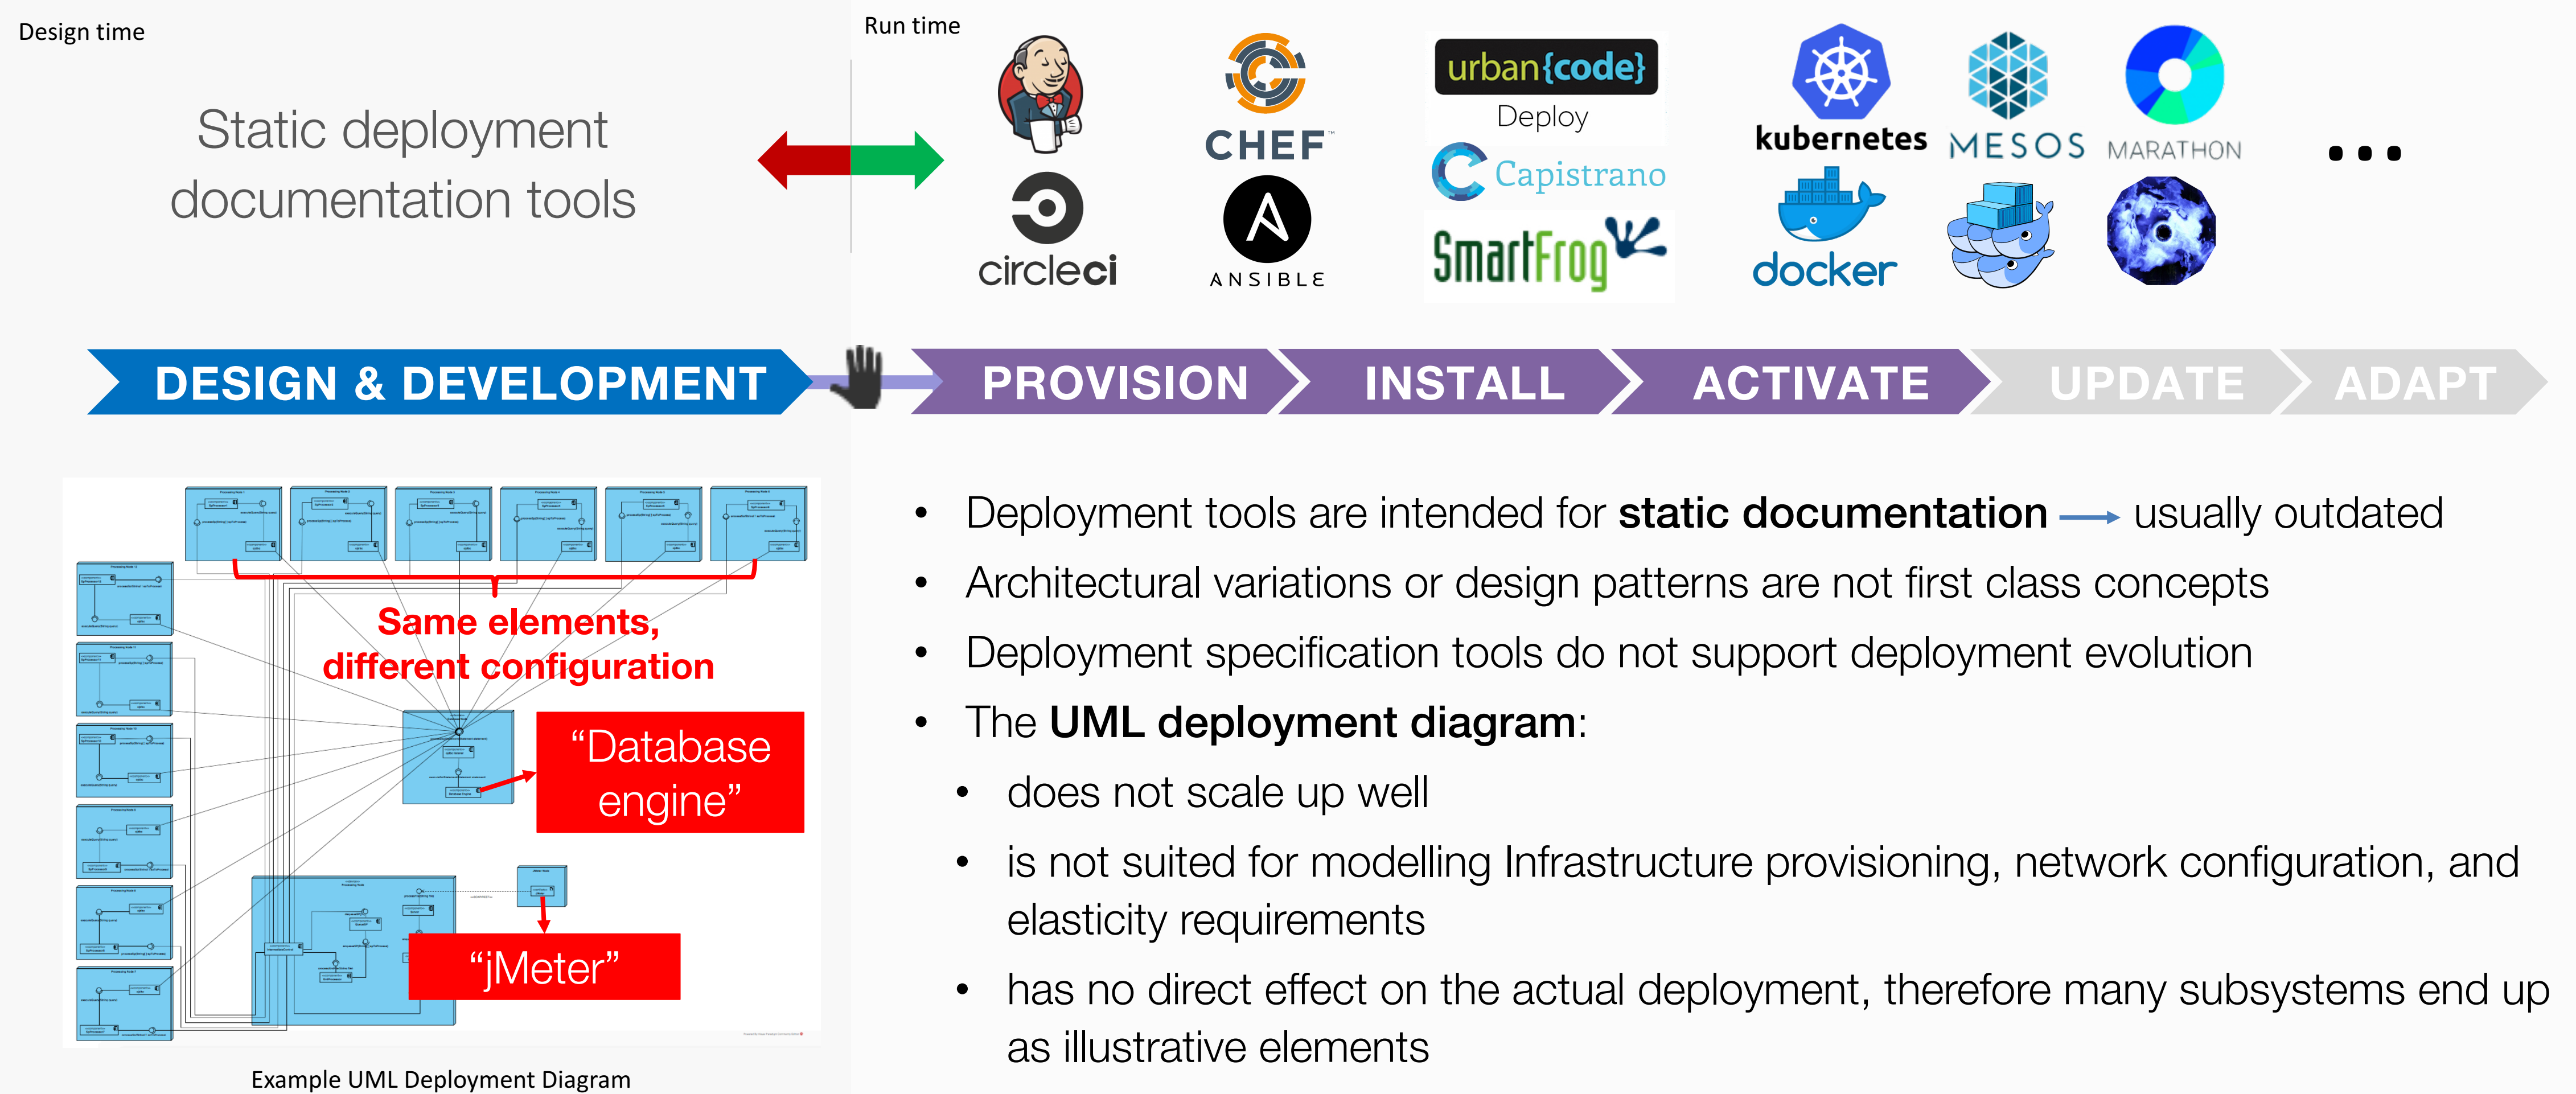 Design time
Run time
Static deployment
documentation tools
CHEF™
urban{code}
Deploy
Capistrano
SmartFrog
circleci
ANSIBLE
kubernetes
MESOS
MARATHON
docker
...
DESIGN & DEVELOPMENT
PROVISION
INSTALL
ACTIVATE
UPDATE
ADAPT
Same elements,
different configuration
“Database
engine”
“jMeter”
Example UML Deployment Diagram
• Deployment tools are intended for static documentation → usually outdated
• Architectural variations or design patterns are not first class concepts
• Deployment specification tools do not support deployment evolution
• The UML deployment diagram:
• does not scale up well
• is not suited for modelling Infrastructure provisioning, network configuration, and
elasticity requirements
• has no direct effect on the actual deployment, therefore many subsystems end up
as illustrative elements